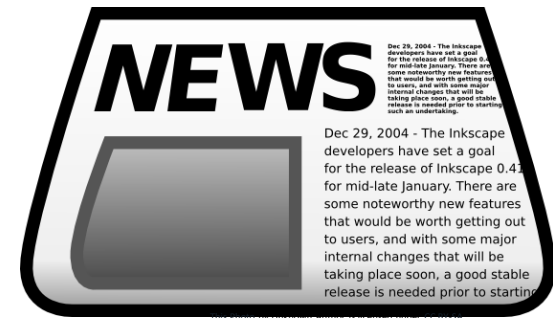 NEWS
Dec 29, 2004 - The Inkscape
developers have set a goal
for the release of Inkscape 0.4
for mid-late January. There are
some noteworthy new features
that would be worth getting out
to users, and with some major
internal changes that will be
taking place soon, a good stable
release is needed prior to starting
such an undertaking.
Dec 29, 2004 - The Inkscape
developers have set a goal
for the release of Inkscape 0.41
for mid-late January. There are
some noteworthy new features
that would be worth getting out
to users, and with some major
internal changes that will be
taking place soon, a good stable
release is needed prior to starting